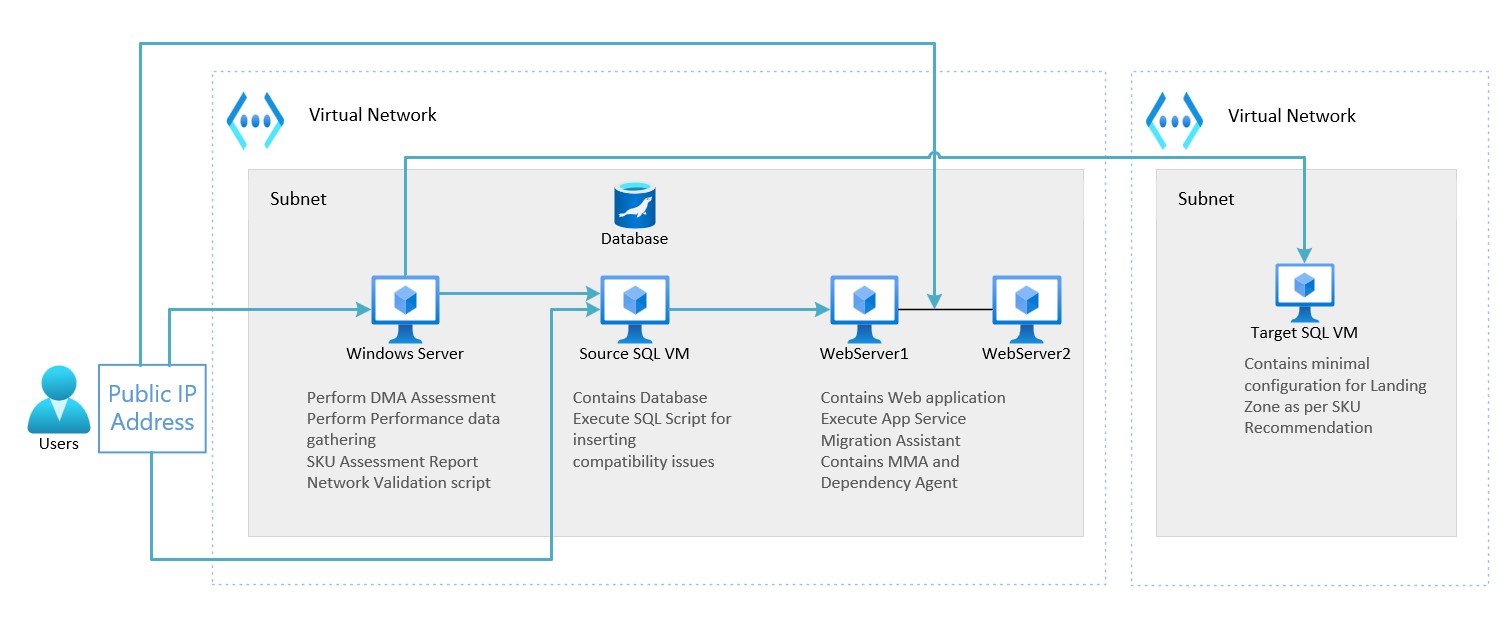 Virtual Network
Virtual Network
Subnet
Subnet
Database
Windows Server
Source SQL VM
WebServer1
WebServer2
Target SQL VM
Public IP
Address
Users
Perform DMA Assessment
Perform Performance data
gathering
SKU Assessment Report
Network Validation script
Contains Database
Execute SQL Script for
inserting
compatibility issues
Contains Web application
Execute App Service
Migration Assistant
Contains MMA and
Dependency Agent
Contains minimal
configuration for Landing
Zone as per SKU
Recommendation